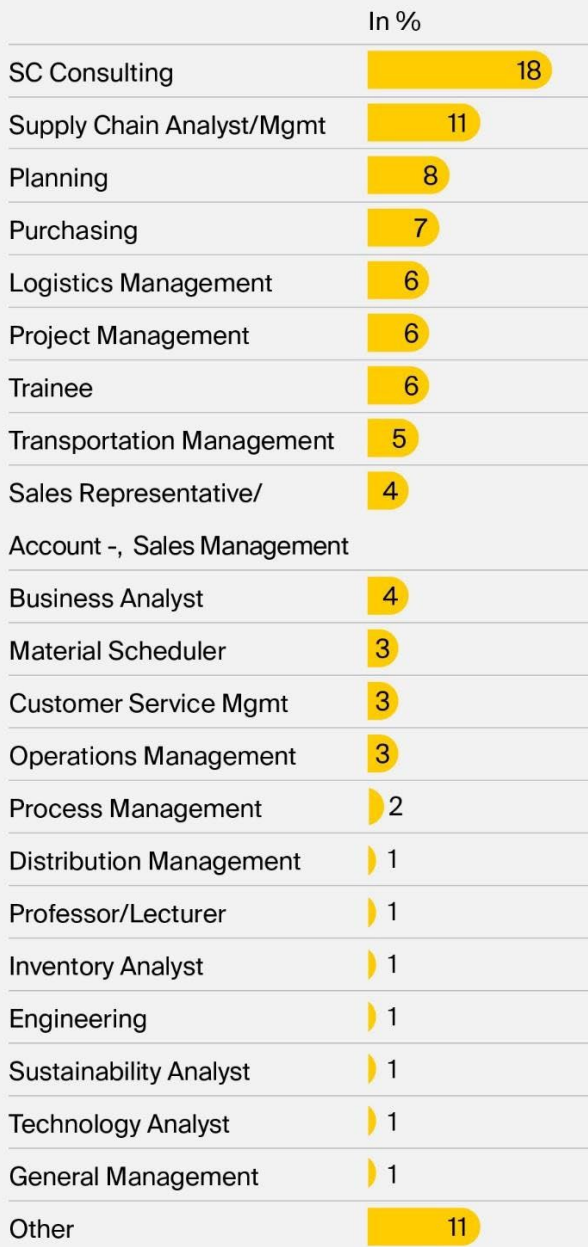 In %
SC Consulting 18
Supply Chain Analyst/Mgmt 11
Planning 8
Purchasing 7
Logistics Management 6
Project Management 6
Trainee 6
Transportation Management 5
Sales Representative/ 4
Account -, Sales Management
Business Analyst 4
Material Scheduler 3
Customer Service Mgmt 3
Operations Management 3
Process Management 2
Distribution Management 1
Professor/Lecturer 1
Inventory Analyst 1
Engineering 1
Sustainability Analyst 1
Technology Analyst 1
General Management 1
Other 11